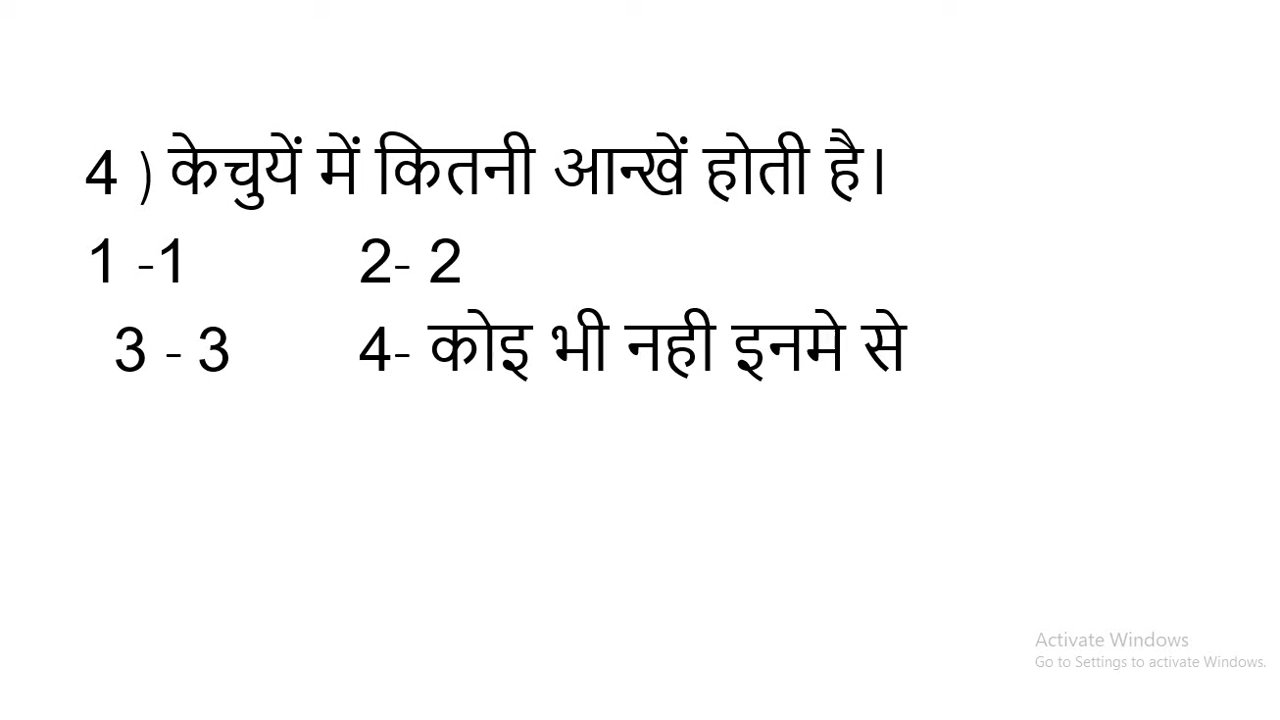 4 ) केचुयें में कितनी आन्खें होती है।
1 -1 2- 2
3 - 3 4- कोइ भी नही इनमे से
Activate Windows
Go to Settings to activate Windows.